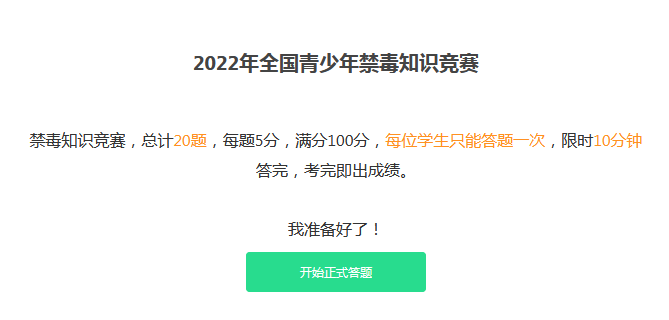 2022年全国青少年禁毒知识竞赛
禁毒知识竞赛，总计20题，每题5分，满分100分，每位学生只能答题一次，限时10分钟
答完，考完即出成绩。
我准备好了！
开始正式答题